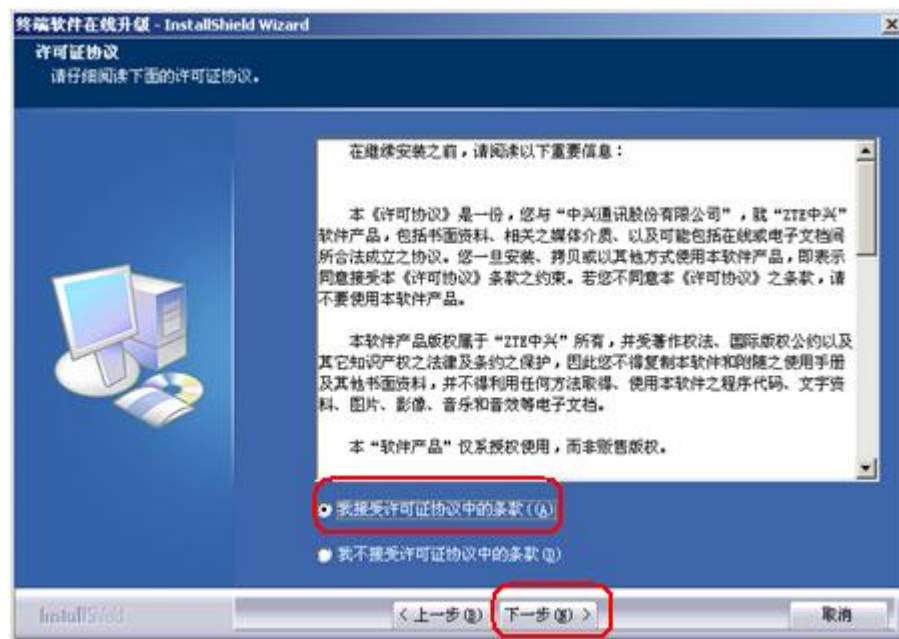 终端软件在线升级 - InstallShield Wizard
许可证协议
请仔细阅读下面的许可证协议。
在继续安装之前，请阅读以下重要信息：
本《许可协议》是一份，您与“中兴通讯股份有限公司”，就“ZTE中兴”
软件产品，包括书面资料、相关之媒体介质、以及可能包括在线或电子文档间
所合法成立之协议。您一旦安装、拷贝或以其他方式使用本软件产品，即表示
同意接受本《许可协议》条款之约束。若您不同意本《许可协议》之条款，请
不要使用本软件产品。
本软件产品版权属于“ZTE中兴”所有，并受著作权法、国际版权公约以及
其它知识产权之法律及条约之保护，因此您不得复制本软件和附随之使用手册
及其他书面资料，并不得利用任何方法取得、使用本软件之程序代码、文字资
料、图片、影像、音乐和音效等电子文档。
本“软件产品”仅系授权使用，而非贩售版权。
我接受许可证协议中的条款((A)
我不接受许可证协议中的条款(D)
InstallShield
< 上一步(B)
下一步(N) >
取消